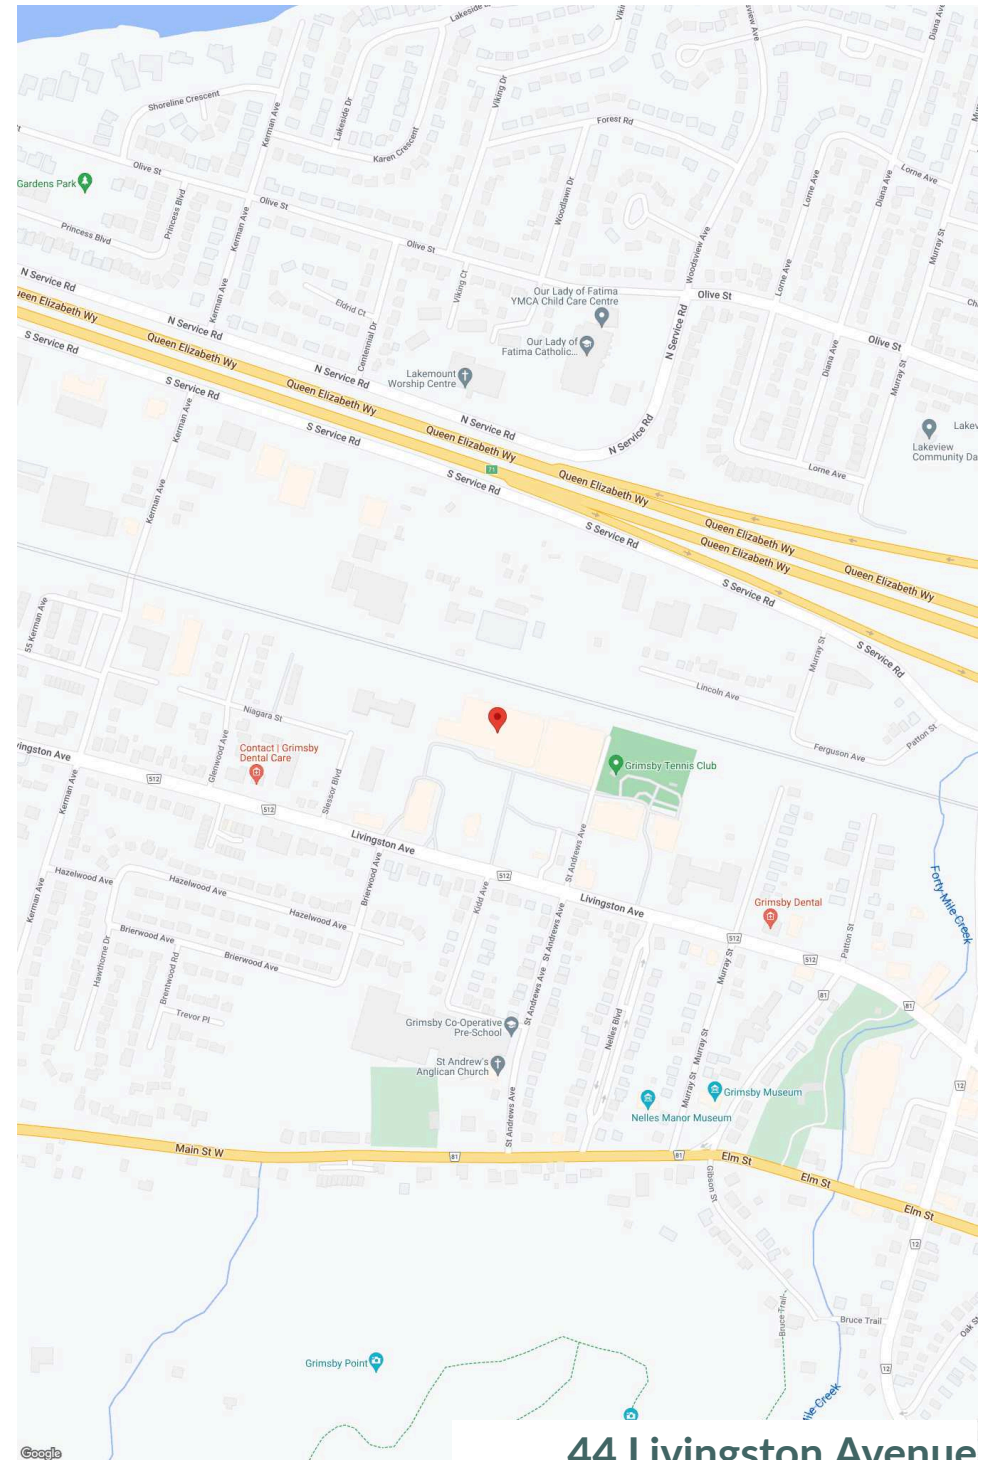 Lakeside
Viking Dr
Diana Ave
Shoreline Crescent
Kerman Ave
Lakeside Dr
Karen Crescent
Forest Rd
Lorne Ave
Lorne Ave
Diana Ave
Murray St
Olive St
Gardens Park
Olive St
Princess Blvd
Princess Blvd
Kerman Ave
Woodlawn Dr
Woodsview Ave
Olive St
Viking Ct
N Service Rd
Kerman Ave
Eldrid Ct
Centennial Dr
Our Lady of Fatima
YMCA Child Care Centre
Olive St
Lorne Ave
Queen Elizabeth Wy
N Service Rd
S Service Rd
Queen Elizabeth Wy
Our Lady of
Fatima Catholic...
N Service Rd
Olive St
Diana Ave
Murray St
N Service Rd
Lakemount
Worship Centre
S Service Rd
Queen Elizabeth Wy
Kerman Ave
N Service Rd
N Service Rd
S Service Rd
Queen Elizabeth Wy
Lakeview
Community Da
71
S Service Rd
Queen Elizabeth Wy
Lorne Ave
Kerman Ave
S Service Rd
Queen Elizabeth Wy
Queen Elizabeth Wy
Queen Elizabeth Wy
S Service Rd
55 Kerman Ave
Murray St
S Service Rd
Lincoln Ave
Niagara St
Patton St
Ferguson Ave
Livingston Ave
Glenwood Ave
Contact | Grimsby
Dental Care
Grimsby Tennis Club
Kerman Ave
512
Slessor Blvd
512
Livingston Ave
St Andrews Ave
Hazelwood Ave
Hazelwood Ave
Brierwood Ave
512
Kidd Ave
Livingston Ave
Forty Mile Creek
Kerman Ave
Hazelwood Ave
Grimsby Dental
Patton St
Hawthorne Dr
Brierwood Ave
Brentwood Rd
Brierwood Ave
St Andrews Ave
St Andrews Ave
512
Murray St
512
81
81
Trevor Pl
Grimsby Co-Operative
Pre-School
Nelles Blvd
Murray St
St Andrew's
Anglican Church
Murray St
Grimsby Museum
12
St Andrews Ave
Nelles Manor Museum
Main St W
81
81
Elm St
Elm St
Gibson St
Elm St
12
Bruce Trail
Bruce Trail
Oak St
Grimsby Point
12
Mile Creek
Google
44 Livingston Avenue